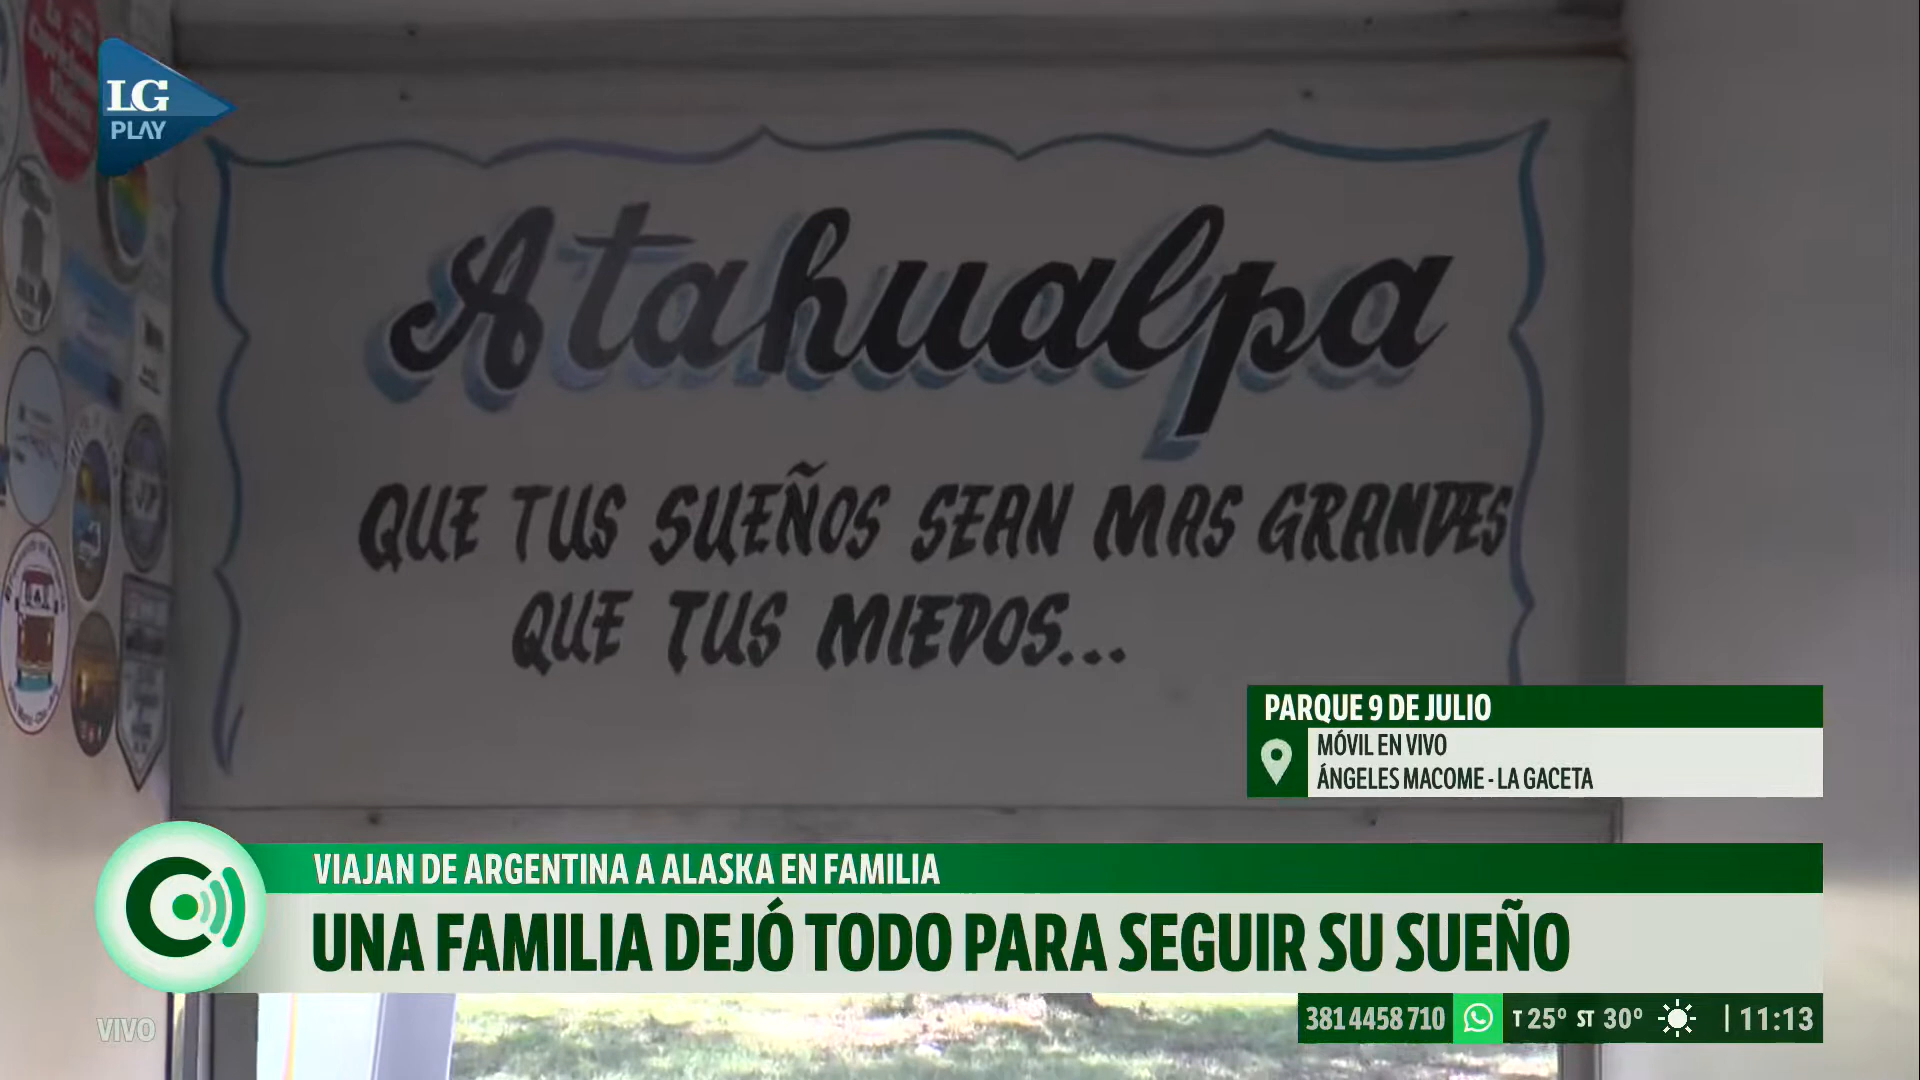 LG
PLAY
Atahualpa
QUE TUS SUEÑOS SEAN MAS GRANDES
QUE TUS MIEDOS...
PARQUE 9 DE JULIO
MÓVIL EN VIVO
ÁNGELES MACOME - LA GACETA
VIAJAN DE ARGENTINA A ALASKA EN FAMILIA
UNA FAMILIA DEJÓ TODO PARA SEGUIR SU SUEÑO
VIVO
381 4458 710 T 25º ST 30º | 11:13